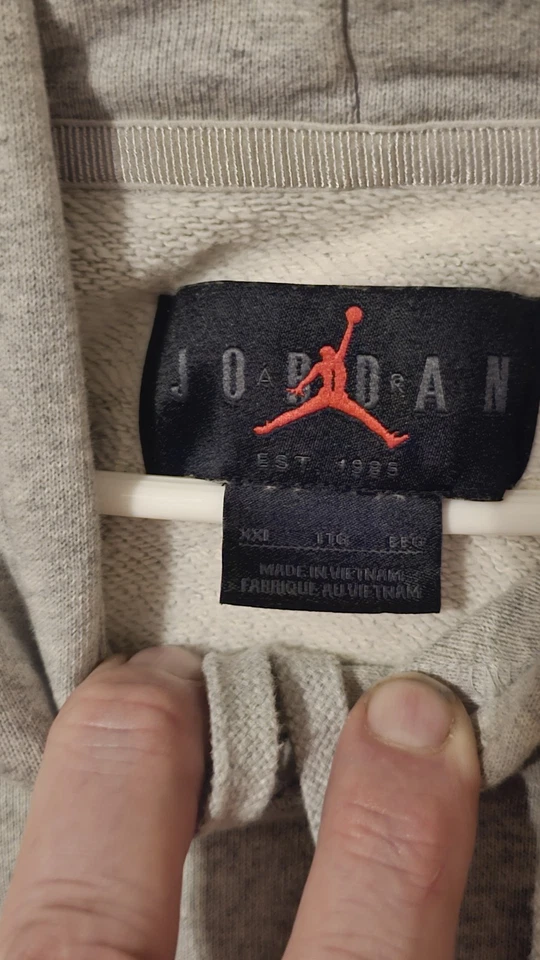 JORDAN
AIR
EST. 1985
XXL TTG EEG
MADE IN VIETNAM
FABRIQUE AU VIETNAM